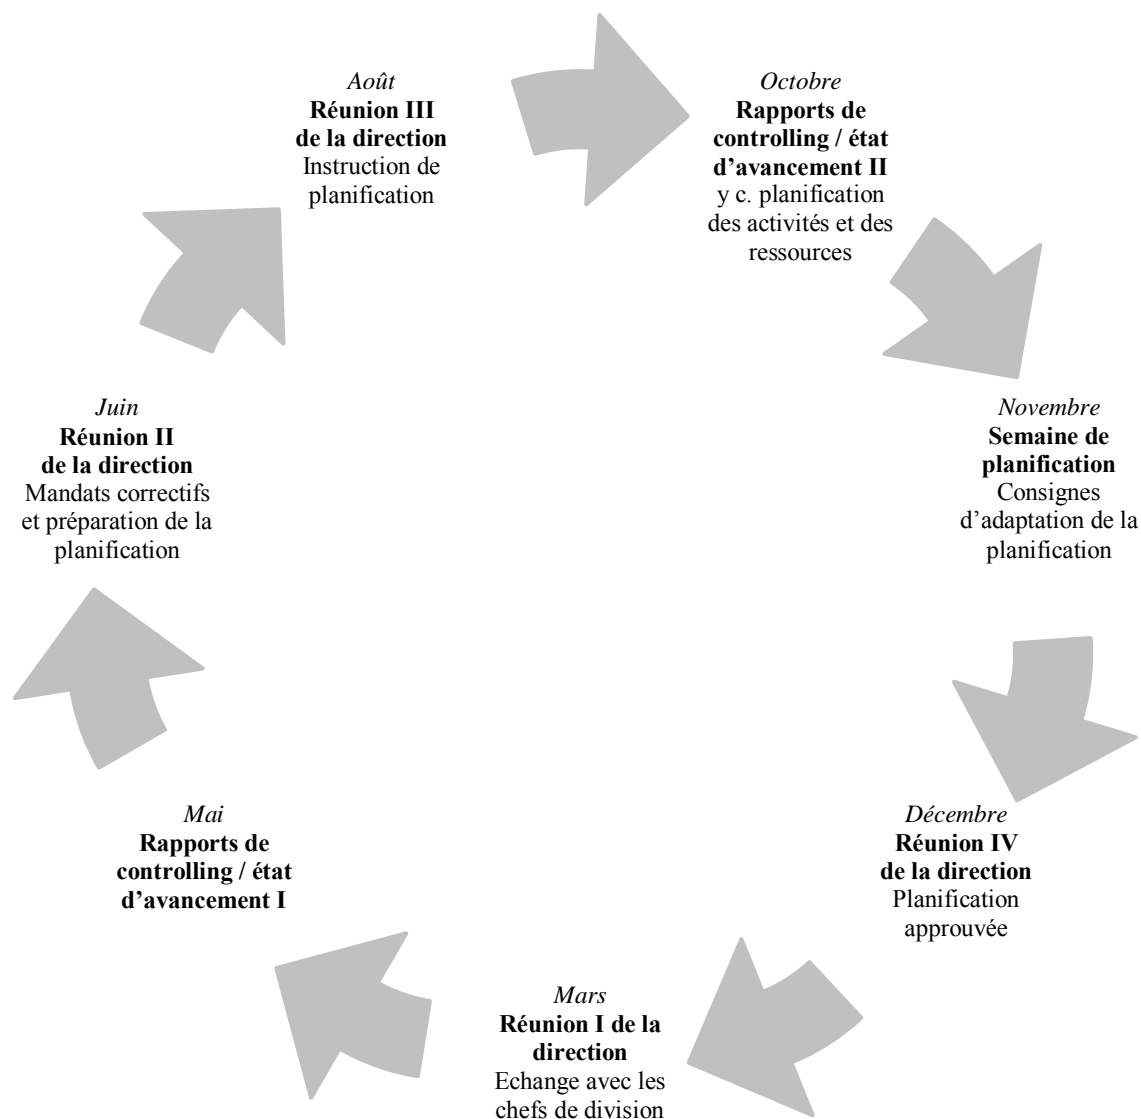 Août
Réunion III
de la direction
Instruction de
planification
Octobre
Rapports de
controlling / état
d’avancement II
y c. planification
des activités et des
ressources
Novembre
Semaine de
planification
Consignes
d’adaptation de la
planification
Décembre
Réunion IV
de la direction
Planification
approuvée
Mars
Réunion I de la
direction
Echange avec les
chefs de division
Mai
Rapports de
controlling / état
d’avancement I
Juin
Réunion II
de la direction
Mandats correctifs
et préparation de la
planification